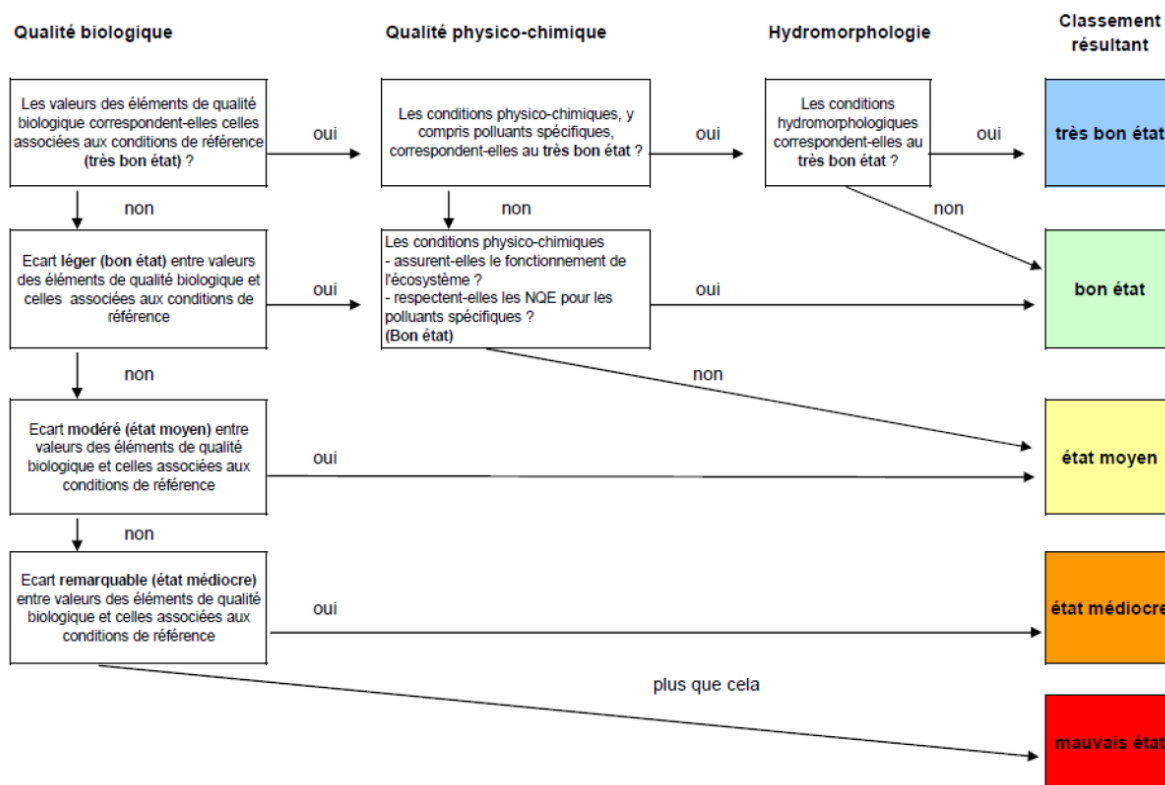 Qualité biologique
Qualité physico-chimique
Hydromorphologie
Classement
résultant
Les valeurs des éléments de qualité
biologique correspondent-elles celles
associées aux conditions de référence
(très bon état) ?
oui
Les conditions physico-chimiques, y
compris polluants spécifiques,
correspondent-elles au très bon état ?
oui
Les conditions
hydromorphologiques
correspondent-elles au
très bon état ?
oui
très bon état
non
non
non
Ecart léger (bon état) entre valeurs
des éléments de qualité biologique et
celles associées aux conditions de
référence
oui
Les conditions physico-chimiques
- assurent-elles le fonctionnement de
l'écosystème ?
- respectent-elles les NQE pour les
polluants spécifiques ?
(Bon état)
oui
bon état
non
non
Ecart modéré (état moyen) entre
valeurs des éléments de qualité
biologique et celles associées aux
conditions de référence
oui
état moyen
non
Ecart remarquable (état médiocre)
entre valeurs des éléments de qualité
biologique et celles associées aux
conditions de référence
oui
état médiocre
plus que cela
mauvais état